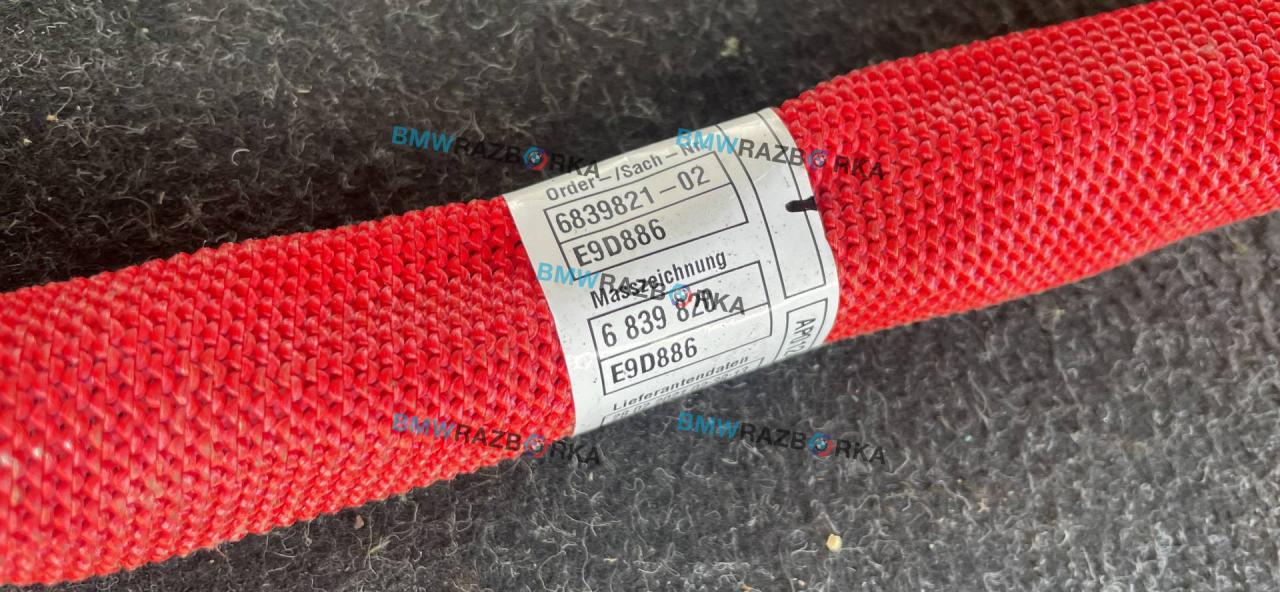 BMWRAZBORKA
BMWRAZBORKA
Order-/Sach-Nr
6839821-02
E9D886
BMWRAZBORKA
Masszeichnung
6 839 820
E9D886
Lieferantendaten
BMWRAZBORKA
BMWRAZBORKA